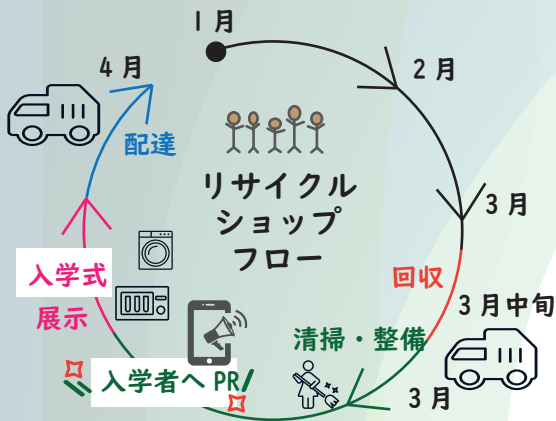 1月
2月
3月
回収
3月中旬
清掃・整備
3月
入学者へPR
入学式
展示
配達
4月
リサイクル
ショップ
フロー